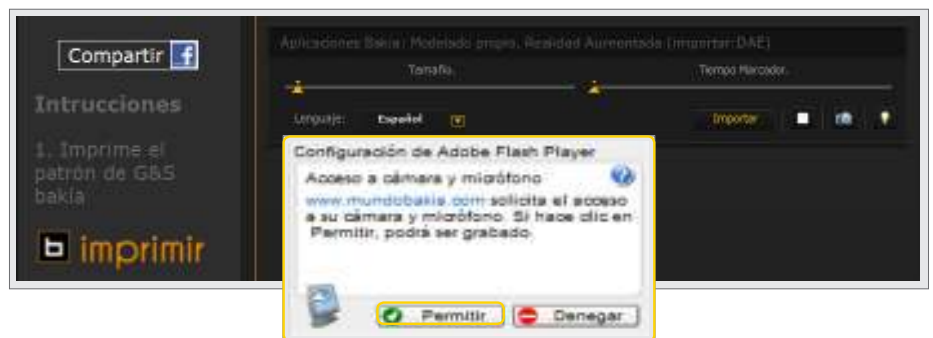 Compartir f
Intrucciones
1. Imprime el
patrón de G&S
bakia
b imprimir
Aplicaciones Bakia: Modelado propio, Realidad Aumentada (importar:DAE)
Tamaño.
Tiempo Marcador.
Lenguaje: Español
Importar
Configuración de Adobe Flash Player
Acceso a cámara y micrófono
www.mundobakia.com solicita el acceso
a su cámara y micrófono. Si hace clic en
Permitir, podrá ser grabado.
Permitir Denegar